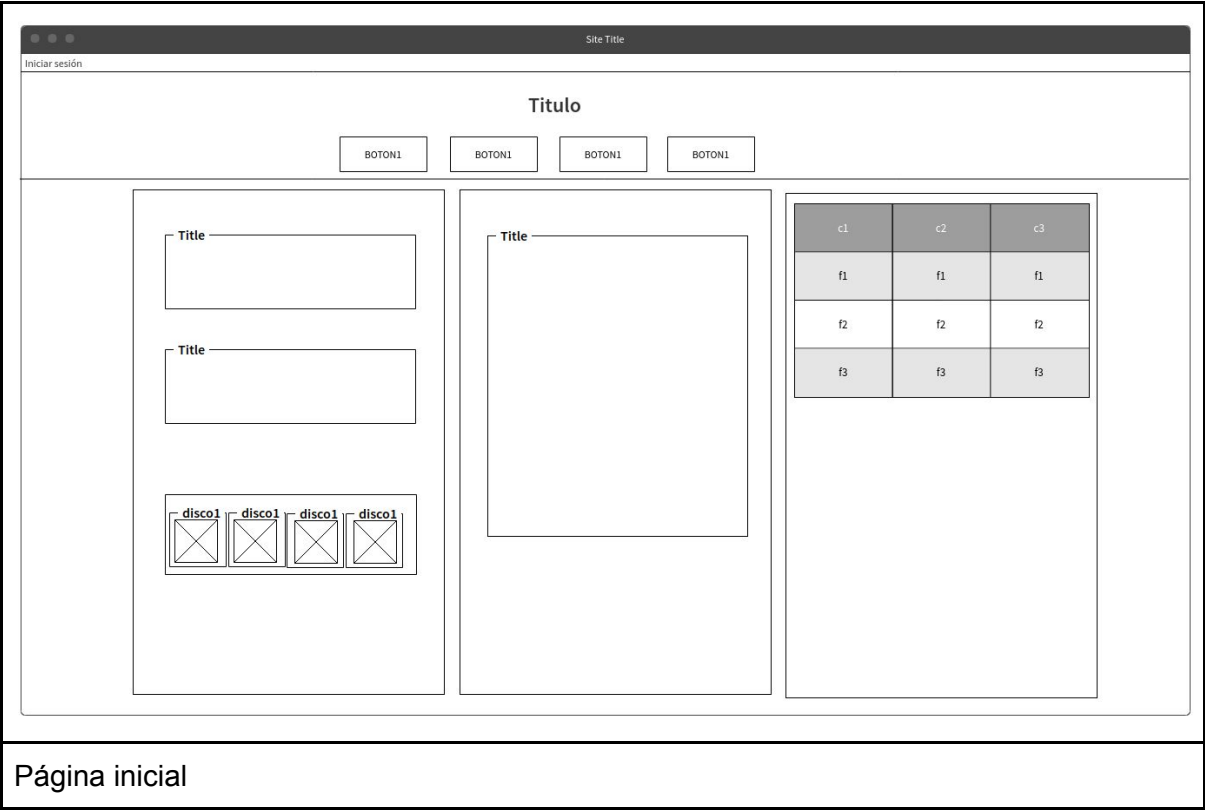 Site Title
Iniciar sesión
Titulo
BOTON1 BOTON1 BOTON1 BOTON1
Title
Title
disco1 disco1 disco1 disco1
Title
c1 c2 c3
f1 f1 f1
f2 f2 f2
f3 f3 f3
Página inicial